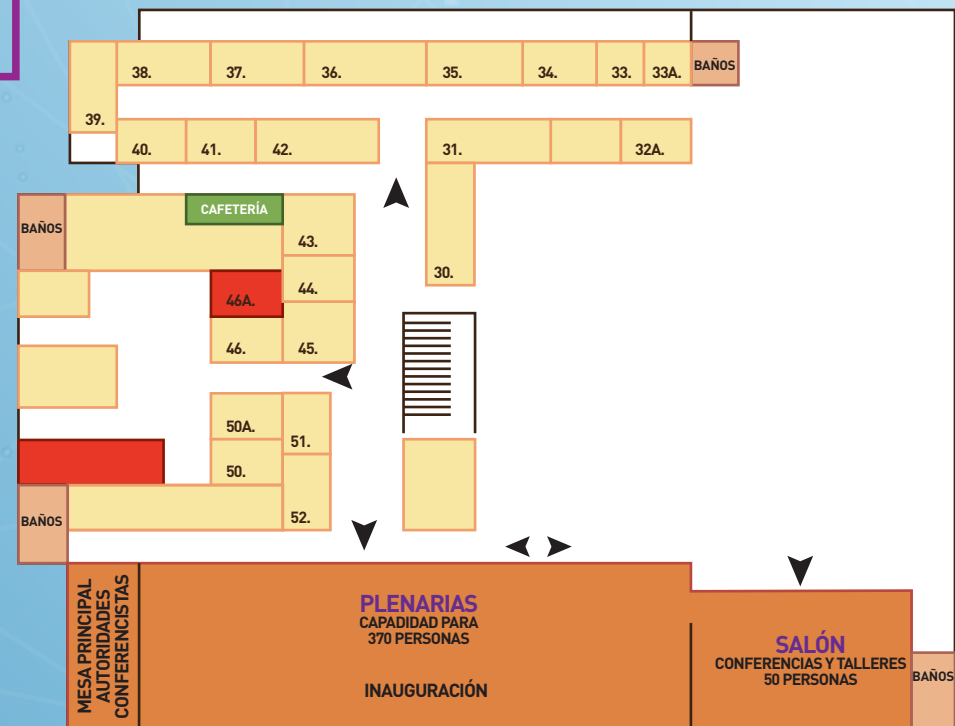 38.
37.
36.
35.
34.
33.
33A.
BAÑOS
39.
40.
41.
42.
31.
32A.
BAÑOS
CAFETERÍA
43.
30.
44.
46A.
46.
45.
50A.
51.
50.
52.
BAÑOS
MESA PRINCIPAL
AUTORIDADES
CONFERENCISTAS
PLENARIAS
CAPADIDAD PARA
370 PERSONAS
INAUGURACIÓN
SALÓN
CONFERENCIAS Y TALLERES
50 PERSONAS
BAÑOS